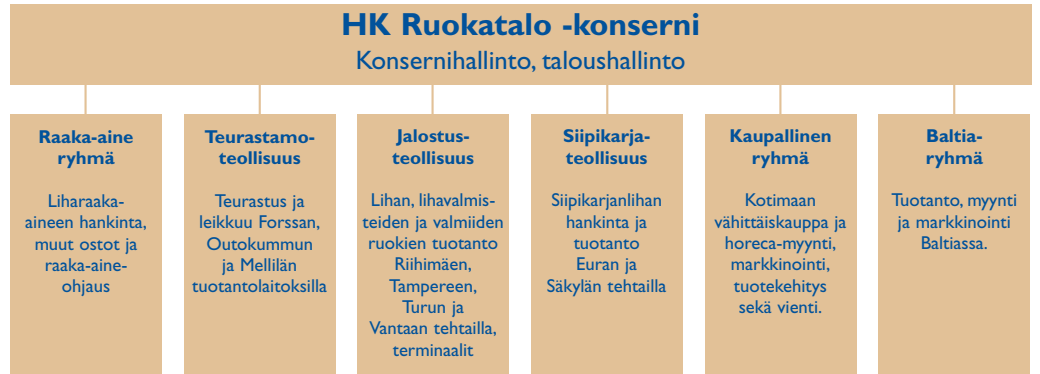 HK Ruokatalo -konserni
Konsernihallinto, taloushallinto
Raaka-aine
ryhmä
Liharaaka-
aineen hankinta,
muut ostot ja
raaka-aine-
ohjaus
Teurastamo-
teollisuus
Teurastus ja
leikkuu Forssan,
Outokummun
ja Mellilän
tuotantolaitoksilla
Jalostus-
teollisuus
Lihan, lihavalmis-
teiden ja valmiiden
ruokien tuotanto
Riihimäen,
Tampereen,
Turun ja
Vantaan tehtailla,
terminaalit
Siipikarja-
teollisuus
Siipikarjanlihan
hankinta ja
tuotanto
Euran ja
Säkylän tehtailla
Kaupallinen
ryhmä
Kotimaan
vähittäiskauppa ja
horeca-myynti,
markkinointi,
tuotekehitys
sekä vienti.
Baltia-
ryhmä
Tuotanto, myynti
ja markkinointi
Baltiassa.